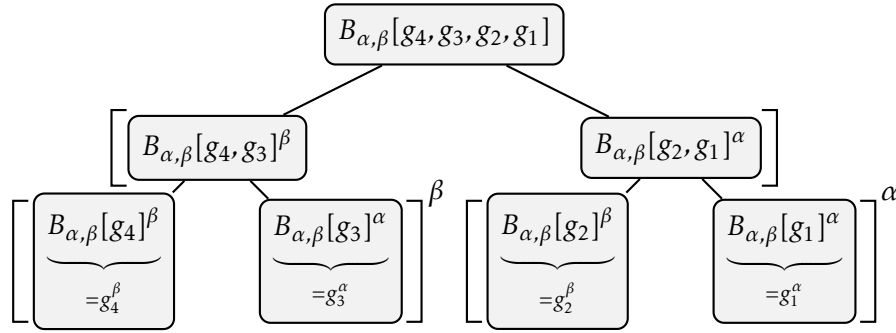 B_{α,β}[g_4, g_3, g_2, g_1]
[ B_{α,β}[g_4, g_3]^β B_{α,β}[g_2, g_1]^α ]
[ B_{α,β}[g_4]^β B_{α,β}[g_3]^α ]^β [ B_{α,β}[g_2]^β B_{α,β}[g_1]^α ]^α
=g_4^β =g_3^α =g_2^β =g_1^α